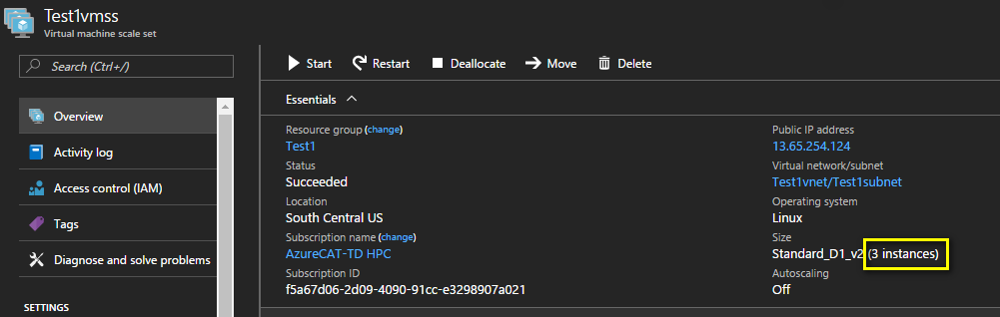 Test1vmss
Virtual machine scale set
Search (Ctrl+/)
Overview
Activity log
Access control (IAM)
Tags
Diagnose and solve problems
SETTINGS
Start Restart Deallocate Move Delete
Essentials
Resource group (change)
Test1
Status
Succeeded
Location
South Central US
Subscription name (change)
AzureCAT-TD HPC
Subscription ID
f5a67d06-2d09-4090-91cc-e3298907a021
Public IP address
13.65.254.124
Virtual network/subnet
Test1vnet/Test1subnet
Operating system
Linux
Size
Standard_D1_v2 (3 instances)
Autoscaling
Off